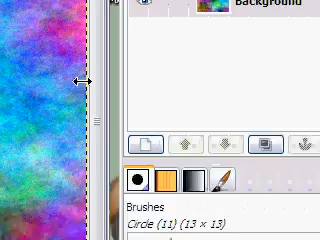 Background
Brushes
Circle (11) (13 × 13)